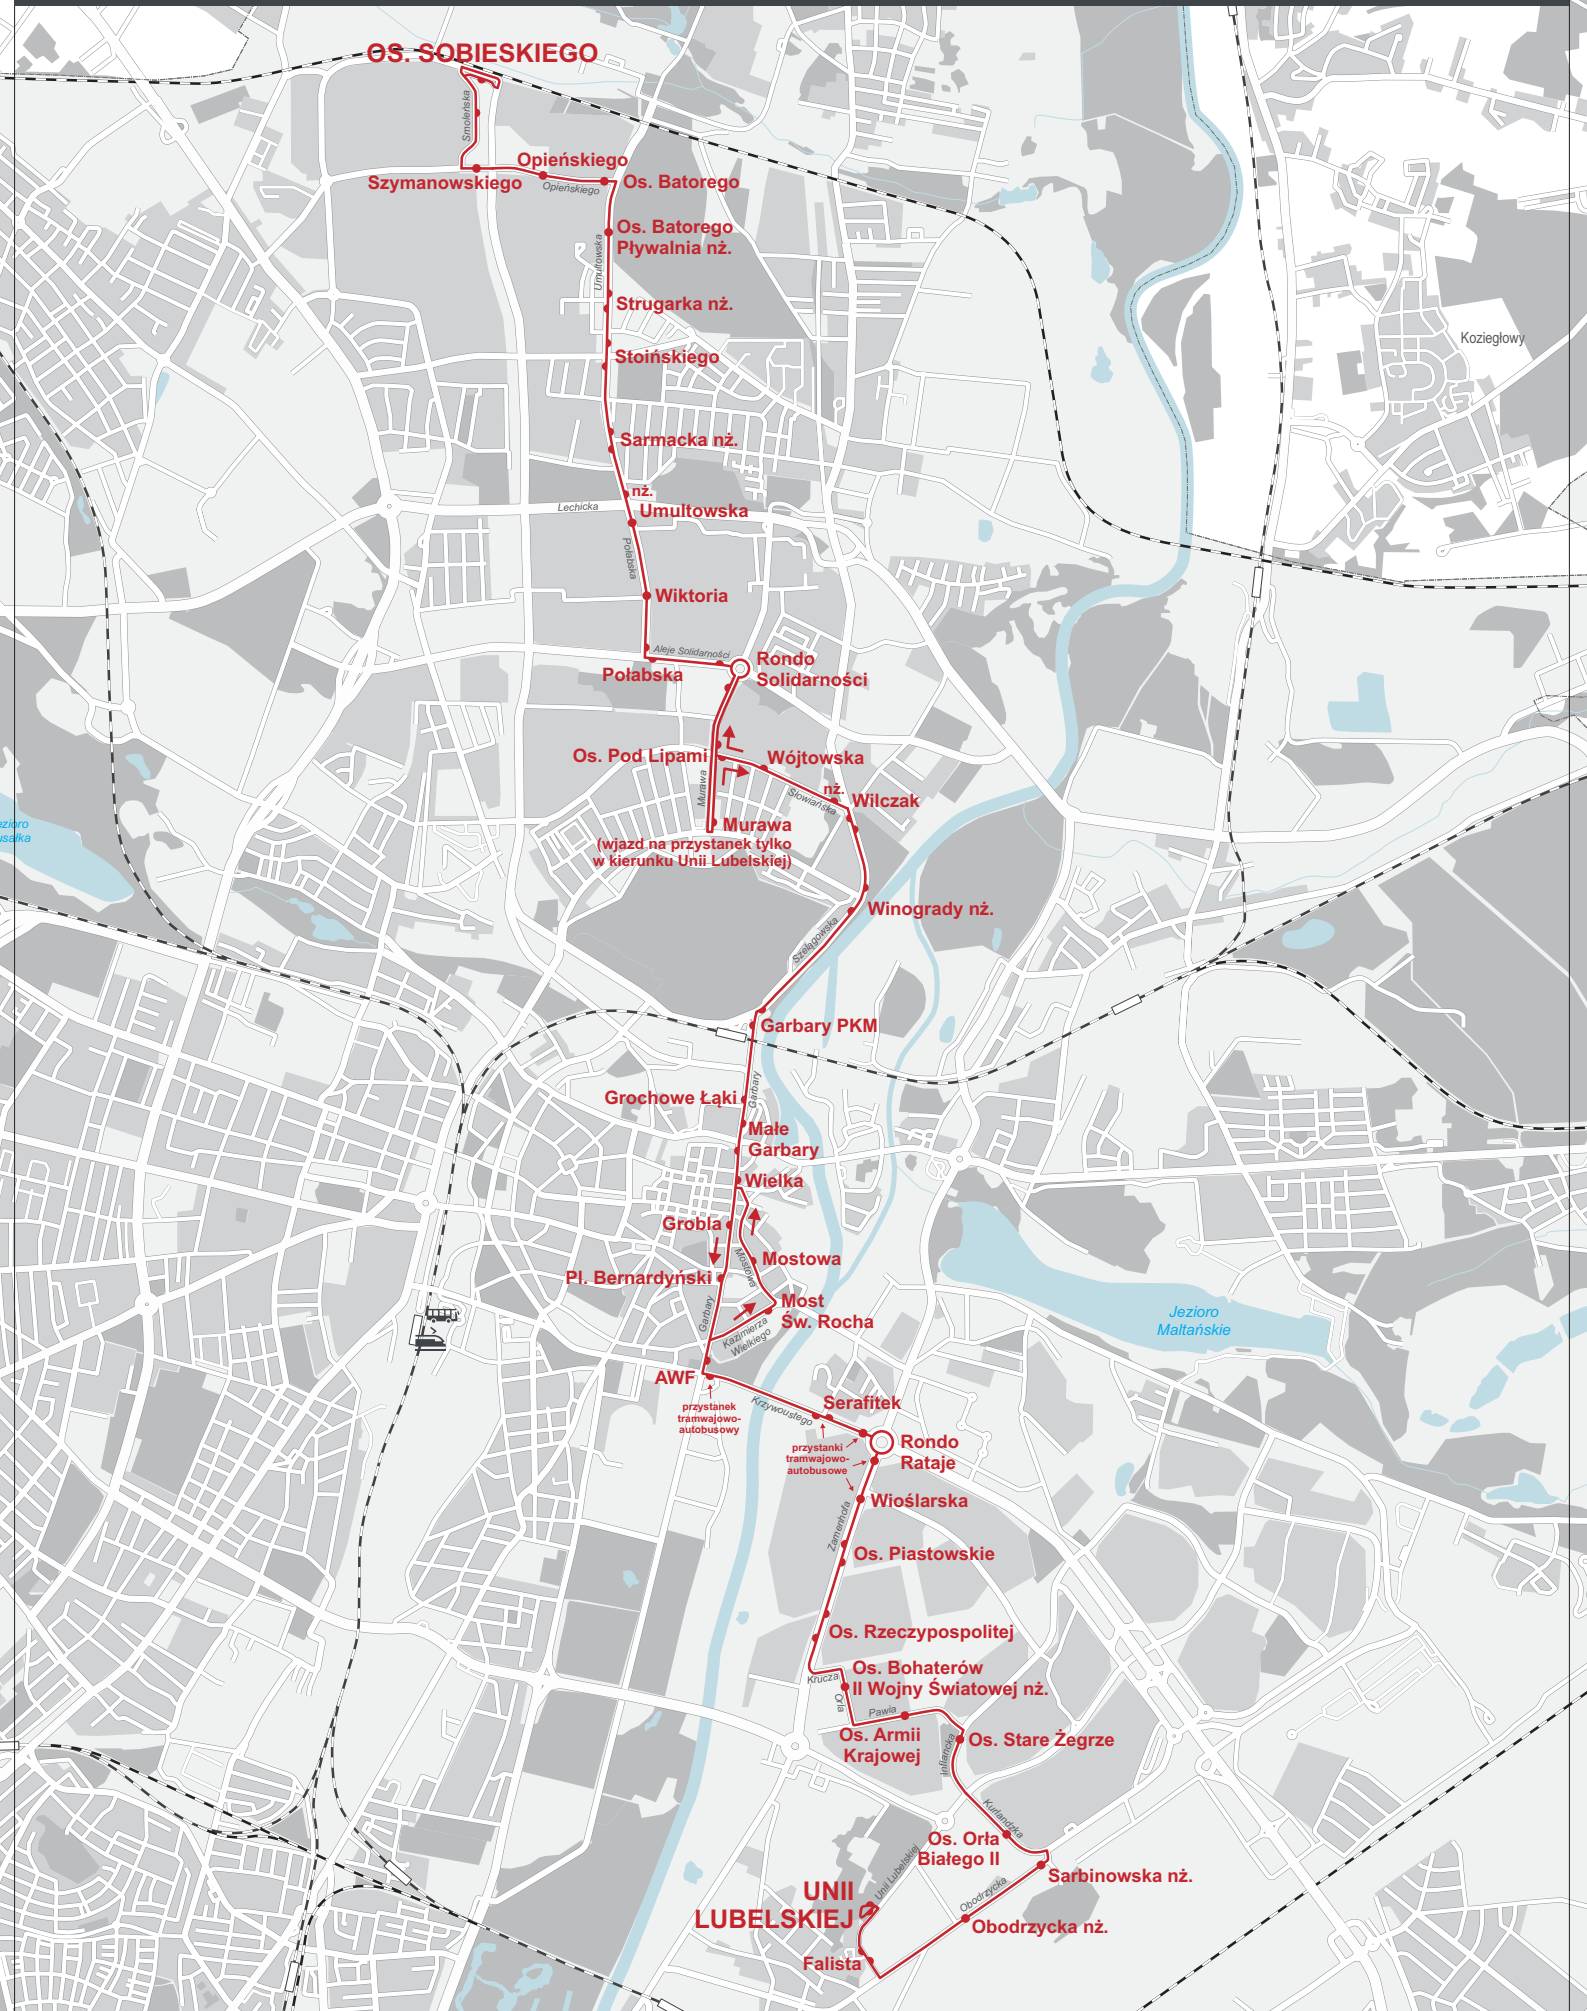 OS. SOBIESKIEGO
Smoleńska
Opieńskiego
Szymanowskiego
Opieńskiego
Os. Batorego
Os. Batorego
Pływalnia nż.
Umultowska
Strugarka nż.
Koziegłowy
Stoińskiego
Sarmacka nż.
nż.
Umultowska
Lechicka
Połabska
Wiktoria
Aleje Solidarności
Połabska
Rondo
Solidarności
Os. Pod Lipami
Wójtowska
Murawa
nż.
Wilczak
Słowiańska
Murawa
(wjazd na przystanek tylko
w kierunku Unii Lubelskiej)
Winogrady nż.
Szelągowska
Garbary PKM
Garbary
Grochowe Łąki
Małe
Garbary
Wielka
Grobla
Mostowa
Mostowa
Pl. Bernardyński
Most
Św. Rocha
Garbary
Kazimierza
Wielkiego
Jezioro
Maltańskie
AWF
przystanek
tramwajowo-
autobusowy
Krzywoustego
Serafitek
przystanki
tramwajowo-
autobusowe
Rondo
Rataje
Wioślarska
Zamenhofa
Os. Piastowskie
Os. Rzeczypospolitej
Krucza
Os. Bohaterów
II Wojny Światowej nż.
Orla
Pawia
Os. Armii
Krajowej
Inflancka
Os. Stare Żegrze
Kurlandzka
Os. Orła
Białego II
Sarbinowska nż.
Unii Lubelskiej
UNII
LUBELSKIEJ
Obodrzycka
Obodrzycka nż.
Falista